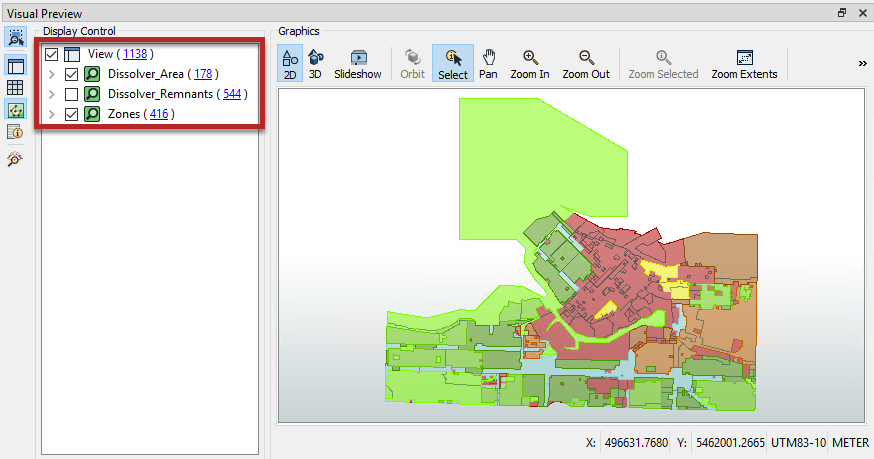 Visual Preview
Display Control
View ( 1138 )
Dissolver_Area ( 178 )
Dissolver_Remnants ( 544 )
Zones ( 416 )
Graphics
2D 3D Slideshow Orbit Select Pan Zoom In Zoom Out Zoom Selected Zoom Extents »
X: 496631.7680 Y: 5462001.2665 UTM83-10 METER